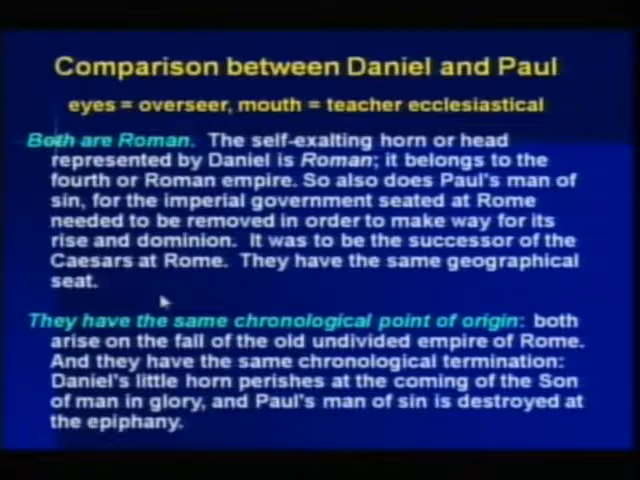 Comparison between Daniel and Paul
eyes = overseer, mouth = teacher ecclesiastical
Both are Roman. The self-exalting horn or head
represented by Daniel is Roman; it belongs to the
fourth or Roman empire. So also does Paul's man of
sin, for the imperial government seated at Rome
needed to be removed in order to make way for its
rise and dominion. It was to be the successor of the
Caesars at Rome. They have the same geographical
seat.
They have the same chronological point of origin: both
arise on the fall of the old undivided empire of Rome.
And they have the same chronological termination:
Daniel's little horn perishes at the coming of the Son
of man in glory, and Paul's man of sin is destroyed at
the epiphany.